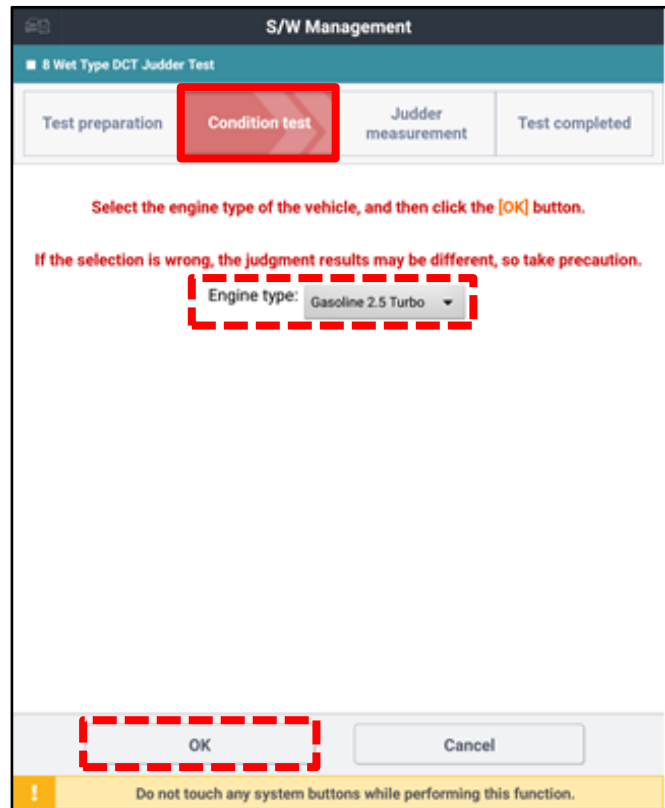 S/W Management
■ 8 Wet Type DCT Judder Test
Test preparation
Condition test
Judder
measurement
Test completed
Select the engine type of the vehicle, and then click the [OK] button.
If the selection is wrong, the judgment results may be different, so take precaution.
Engine type: Gasoline 2.5 Turbo
OK
Cancel
! Do not touch any system buttons while performing this function.